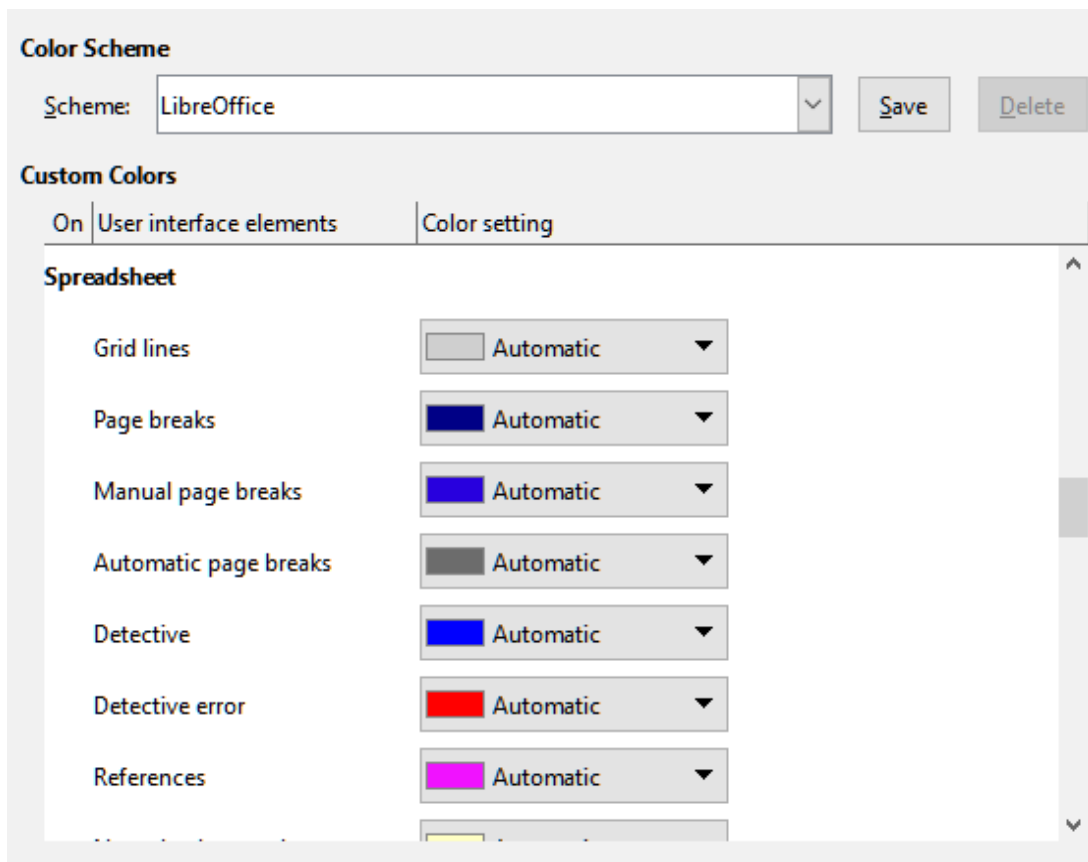 Color Scheme
Scheme: LibreOffice Save Delete
Custom Colors
On User interface elements Color setting
Spreadsheet
Grid lines Automatic
Page breaks Automatic
Manual page breaks Automatic
Automatic page breaks Automatic
Detective Automatic
Detective error Automatic
References Automatic